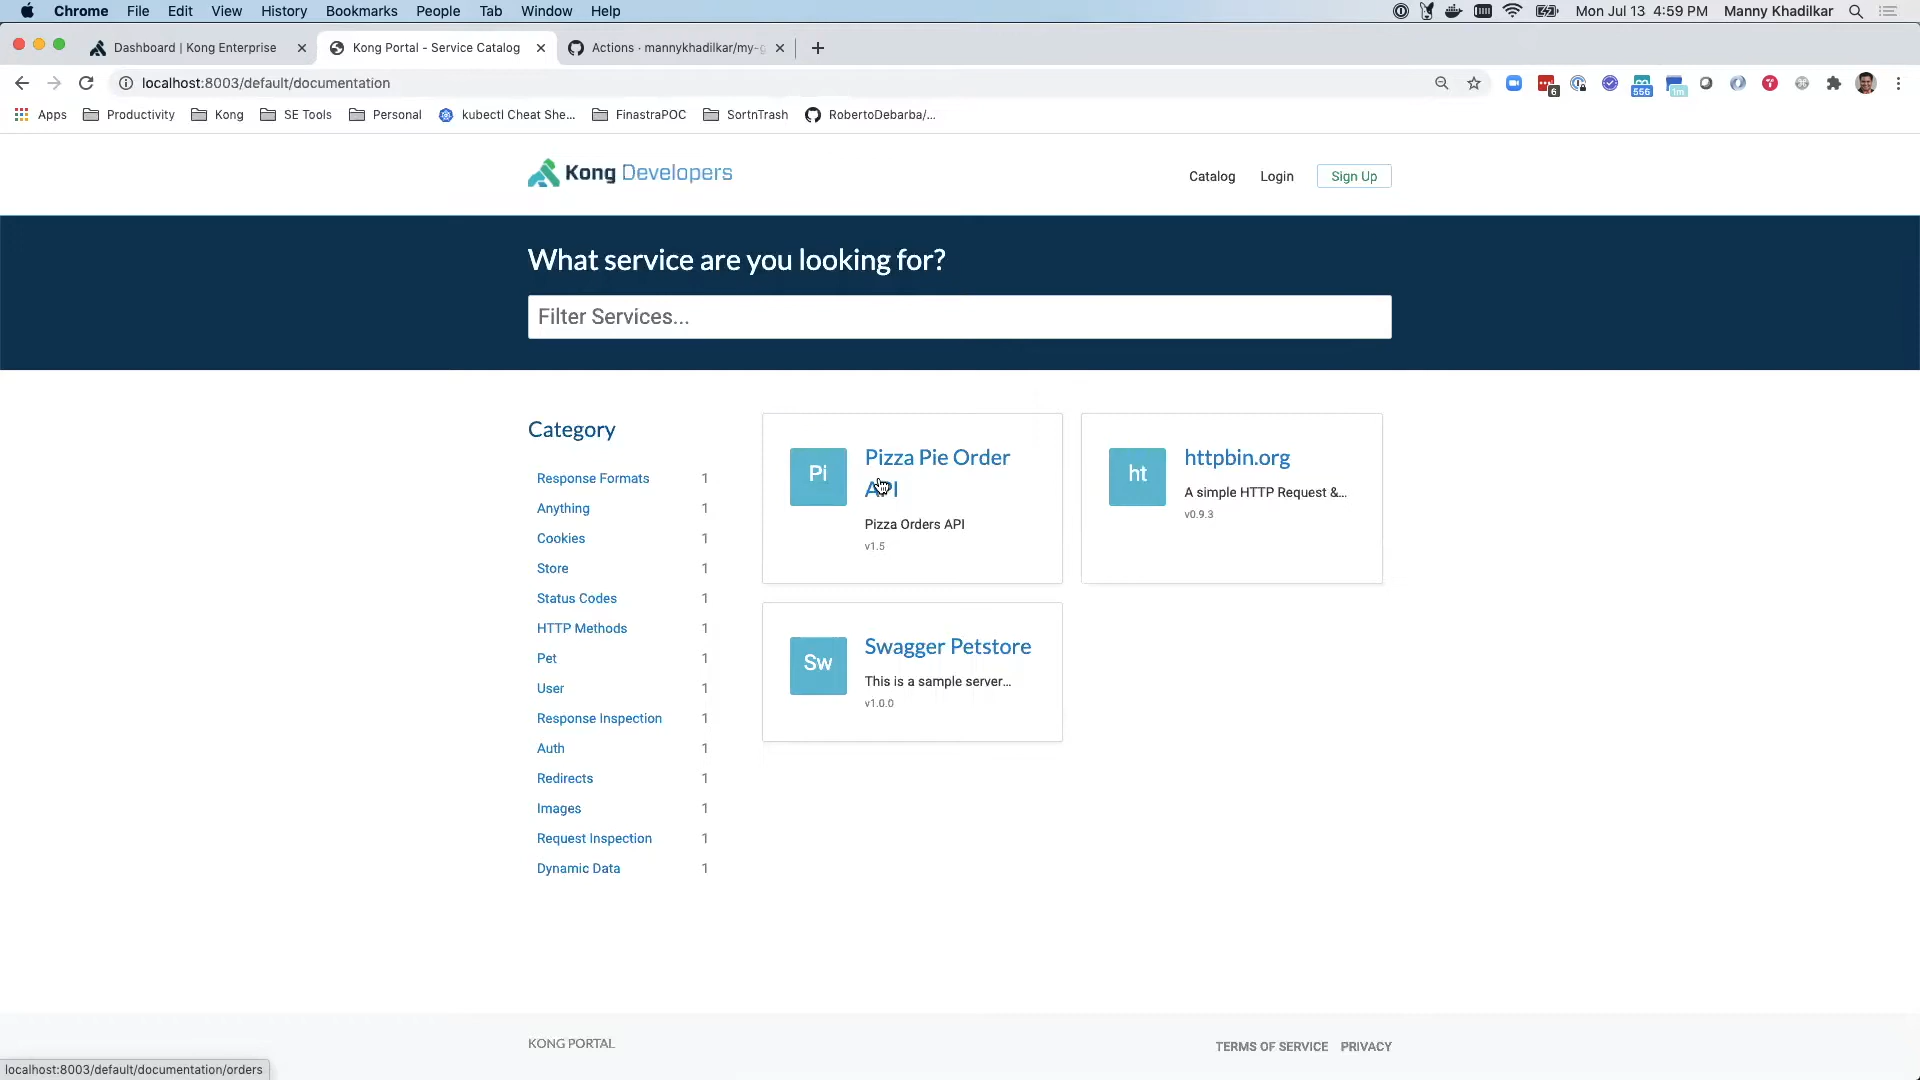 Chrome File Edit View History Bookmarks People Tab Window Help Mon Jul 13 4:59 PM Manny Khadilkar
Dashboard | Kong Enterprise Kong Portal - Service Catalog Actions · mannykhadilkar/my-g
localhost:8003/default/documentation 6 556 1m
Apps Productivity Kong SE Tools Personal kubectl Cheat She... FinastraPOC SortnTrash RobertoDebarba/...
Kong Developers
Catalog Login Sign Up
What service are you looking for?
Filter Services...
Category
Response Formats 1
Anything 1
Cookies 1
Store 1
Status Codes 1
HTTP Methods 1
Pet 1
User 1
Response Inspection 1
Auth 1
Redirects 1
Images 1
Request Inspection 1
Dynamic Data 1
Pi
Pizza Pie Order
API
Pizza Orders API
v1.5
ht
httpbin.org
A simple HTTP Request &...
v0.9.3
Sw
Swagger Petstore
This is a sample server...
v1.0.0
KONG PORTAL
TERMS OF SERVICE PRIVACY
localhost:8003/default/documentation/orders